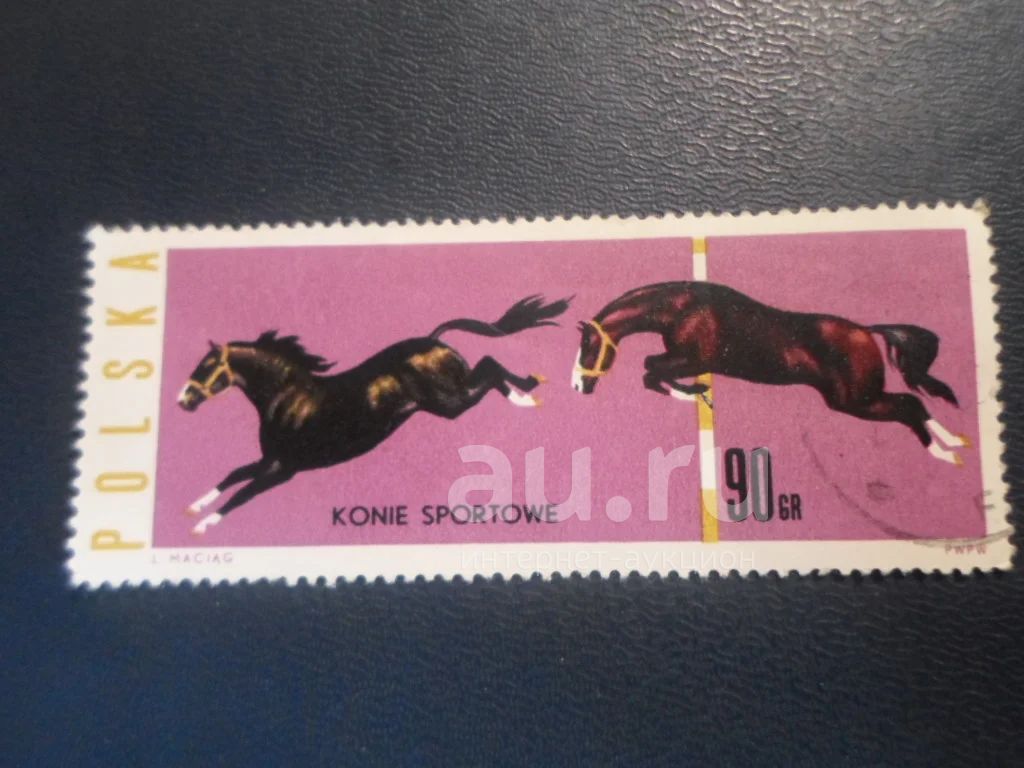 POLSKA
KONIE SPORTOWE
90 GR
L. MACIĄG
PWPW
au.ru
интернет-аукцион